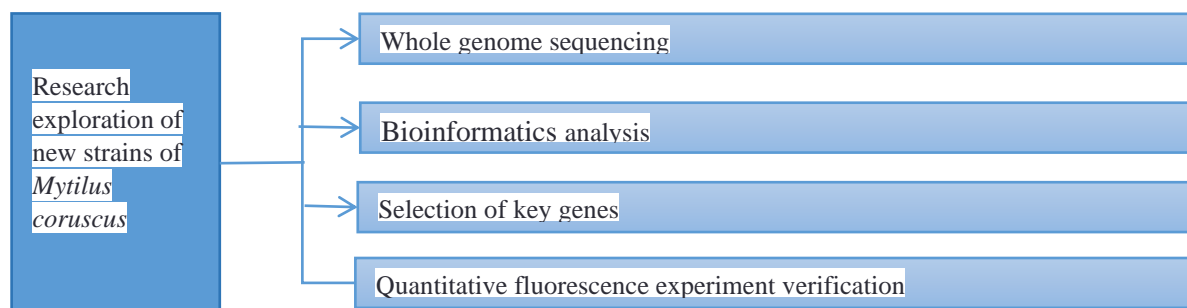 Research
exploration of
new strains of
Mytilus
coruscus
Whole genome sequencing
Bioinformatics analysis
Selection of key genes
Quantitative fluorescence experiment verification